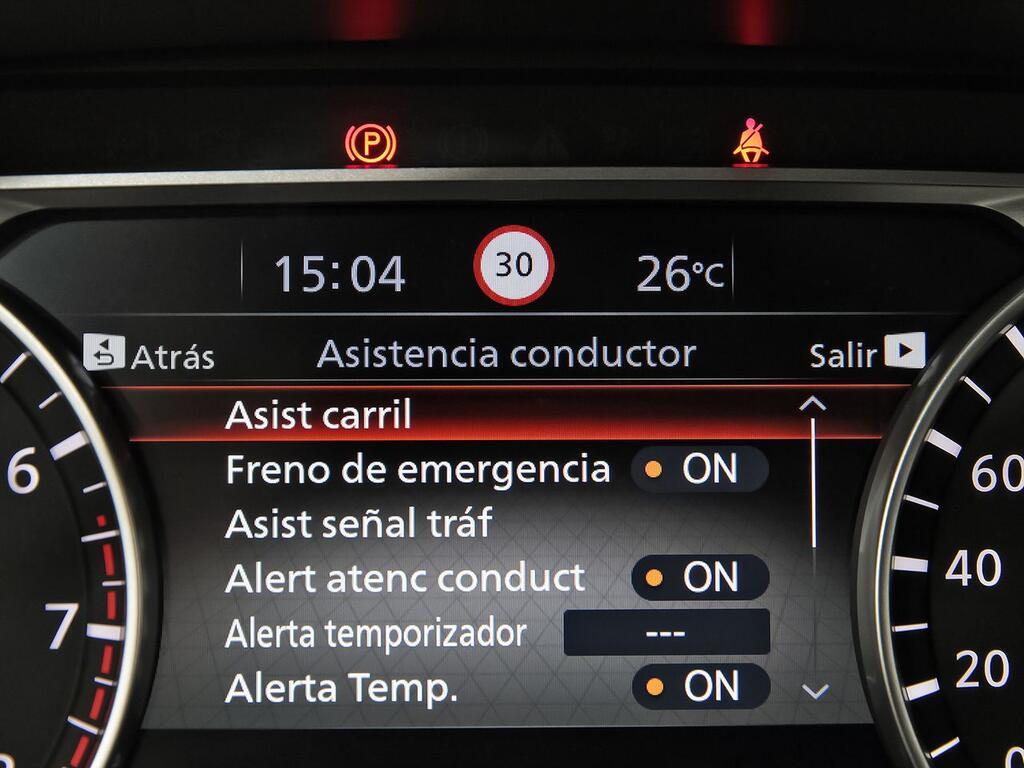 P
15:04 30 26°C
Atrás Asistencia conductor Salir
Asist carril
Freno de emergencia ON
Asist señal tráf
Alert atenc conduct ON
Alerta temporizador ---
Alerta Temp. ON
6
7
60
40
20